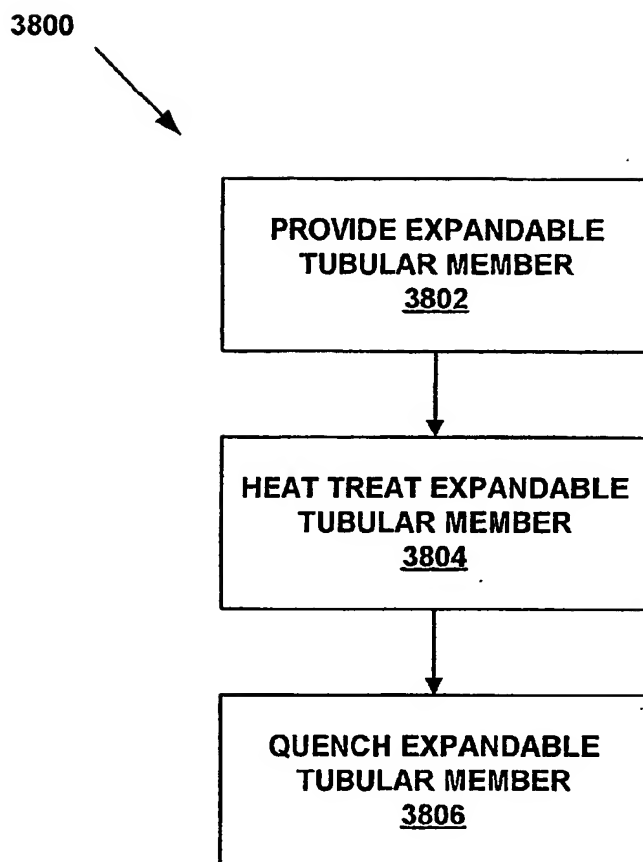 3800
PROVIDE EXPANDABLE
TUBULAR MEMBER
3802
HEAT TREAT EXPANDABLE
TUBULAR MEMBER
3804
QUENCH EXPANDABLE
TUBULAR MEMBER
3806